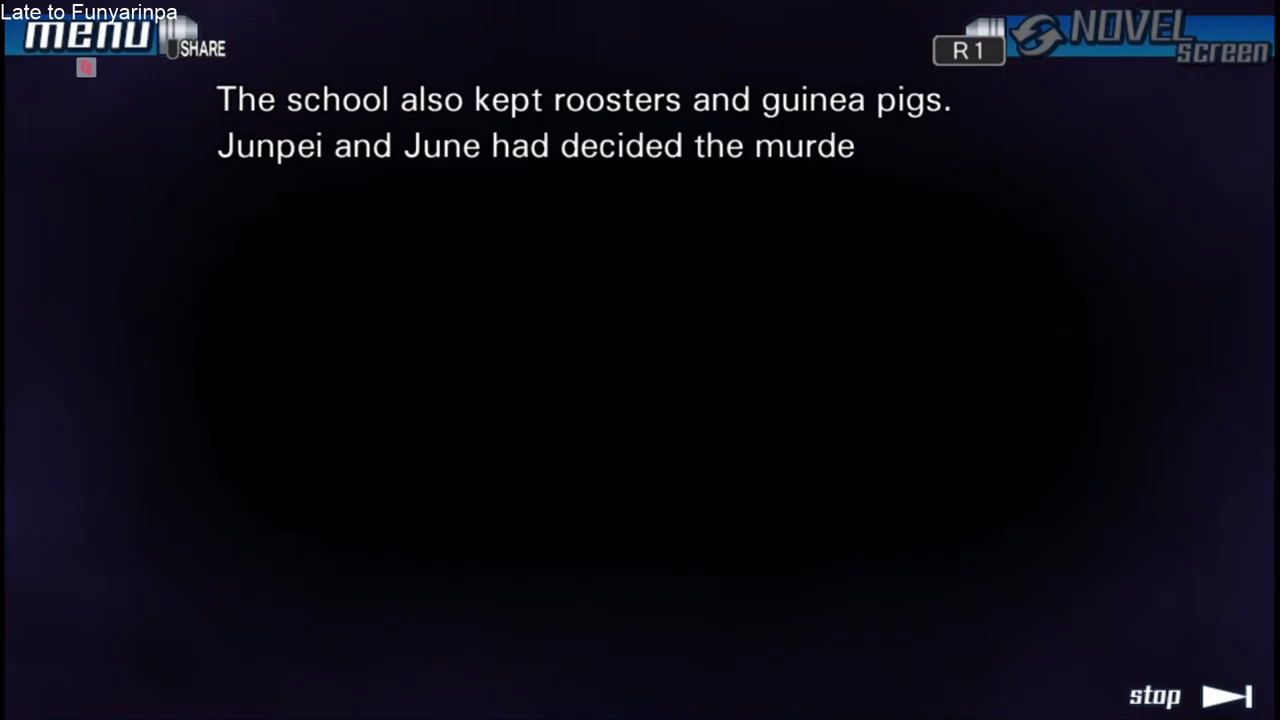 Late to Funyarinpa
menu
SHARE
R1
NOVEL
screen
The school also kept roosters and guinea pigs.
Junpei and June had decided the murde
stop